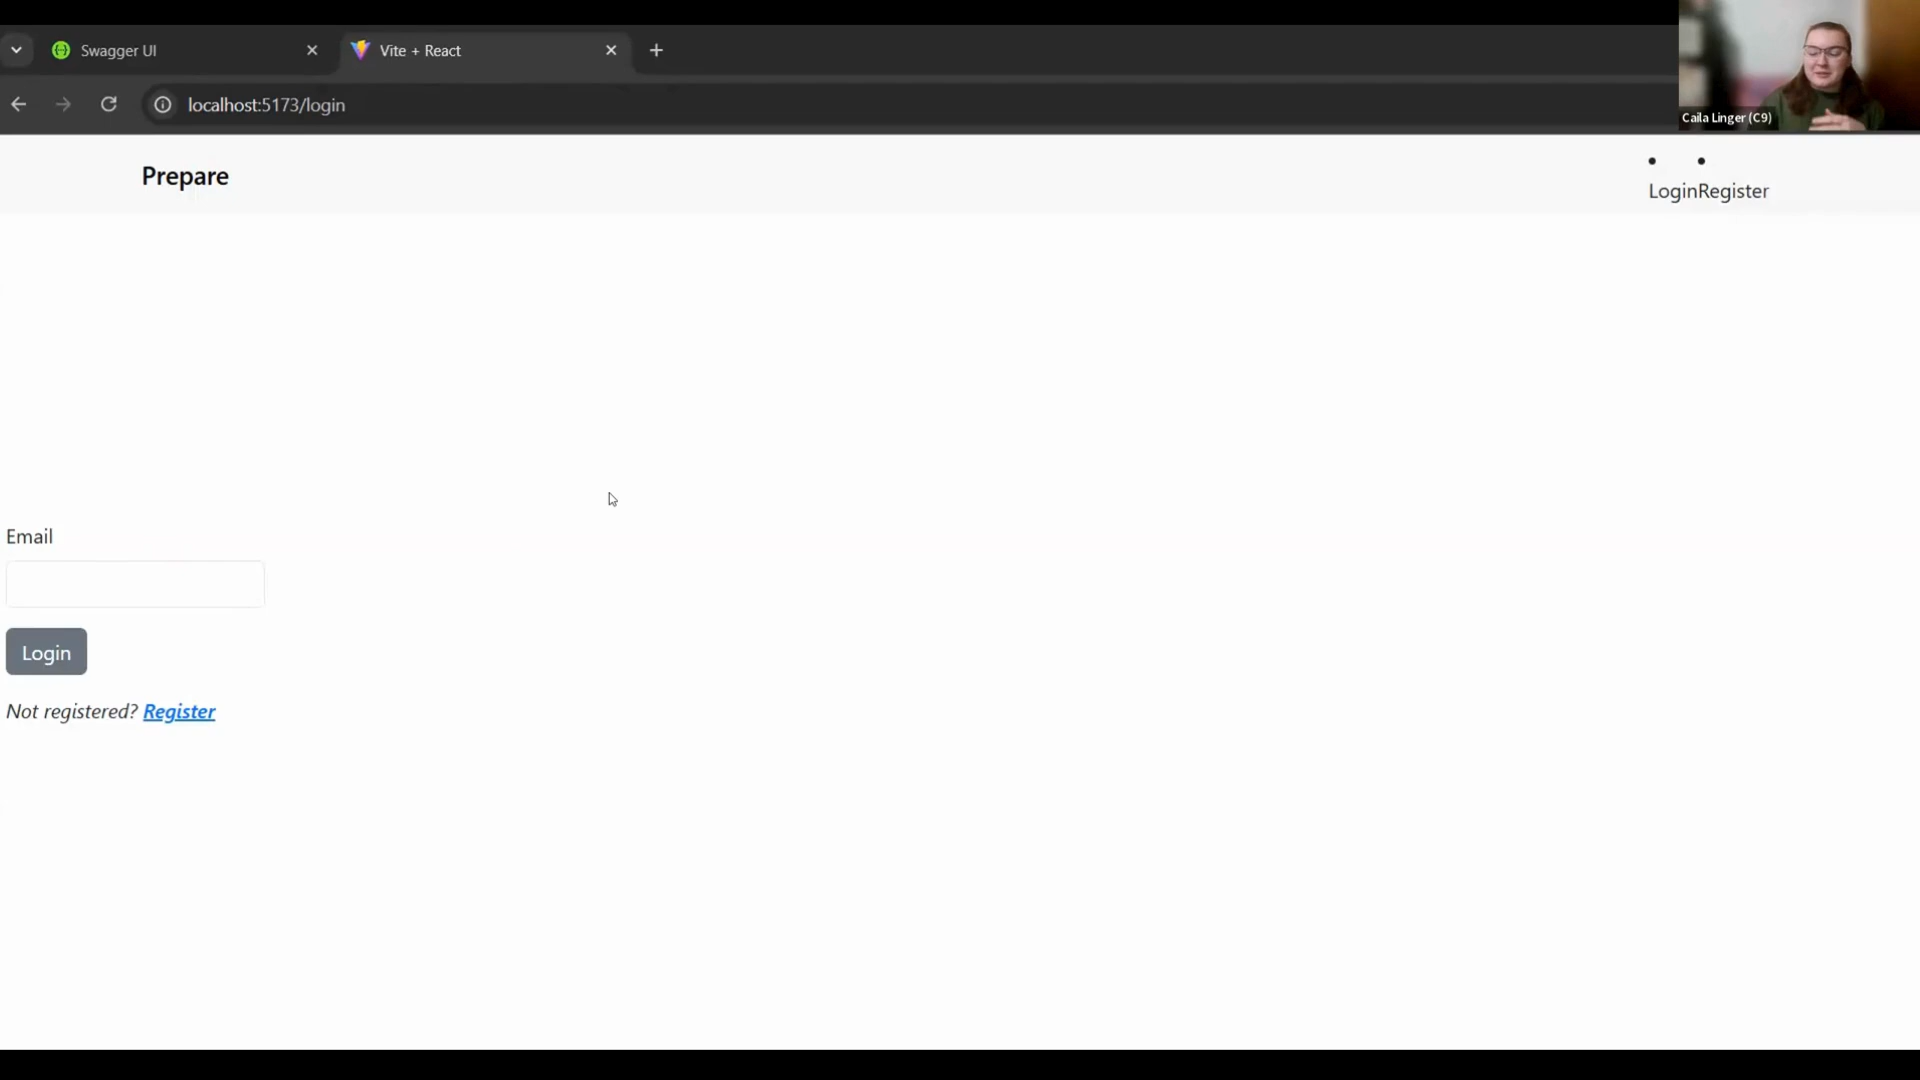 Swagger UI
Vite + React
localhost:5173/login
Caila Linger (C9)
Prepare
LoginRegister
Email
Login
Not registered? Register